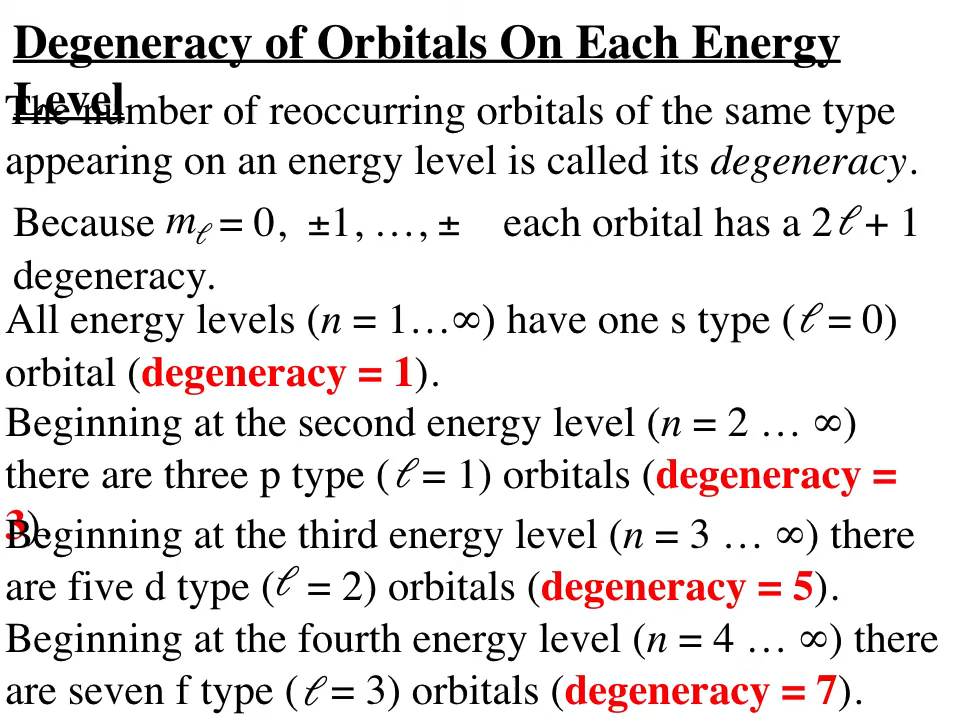 Degeneracy of Orbitals On Each Energy
Level
The number of reoccurring orbitals of the same type
appearing on an energy level is called its degeneracy.
Because mℓ = 0, ±1, …, ± each orbital has a 2ℓ + 1
degeneracy.
All energy levels (n = 1…∞) have one s type (ℓ = 0)
orbital (degeneracy = 1).
Beginning at the second energy level (n = 2 … ∞)
there are three p type (ℓ = 1) orbitals (degeneracy =
3).
Beginning at the third energy level (n = 3 … ∞) there
are five d type (ℓ = 2) orbitals (degeneracy = 5).
Beginning at the fourth energy level (n = 4 … ∞) there
are seven f type (ℓ = 3) orbitals (degeneracy = 7).